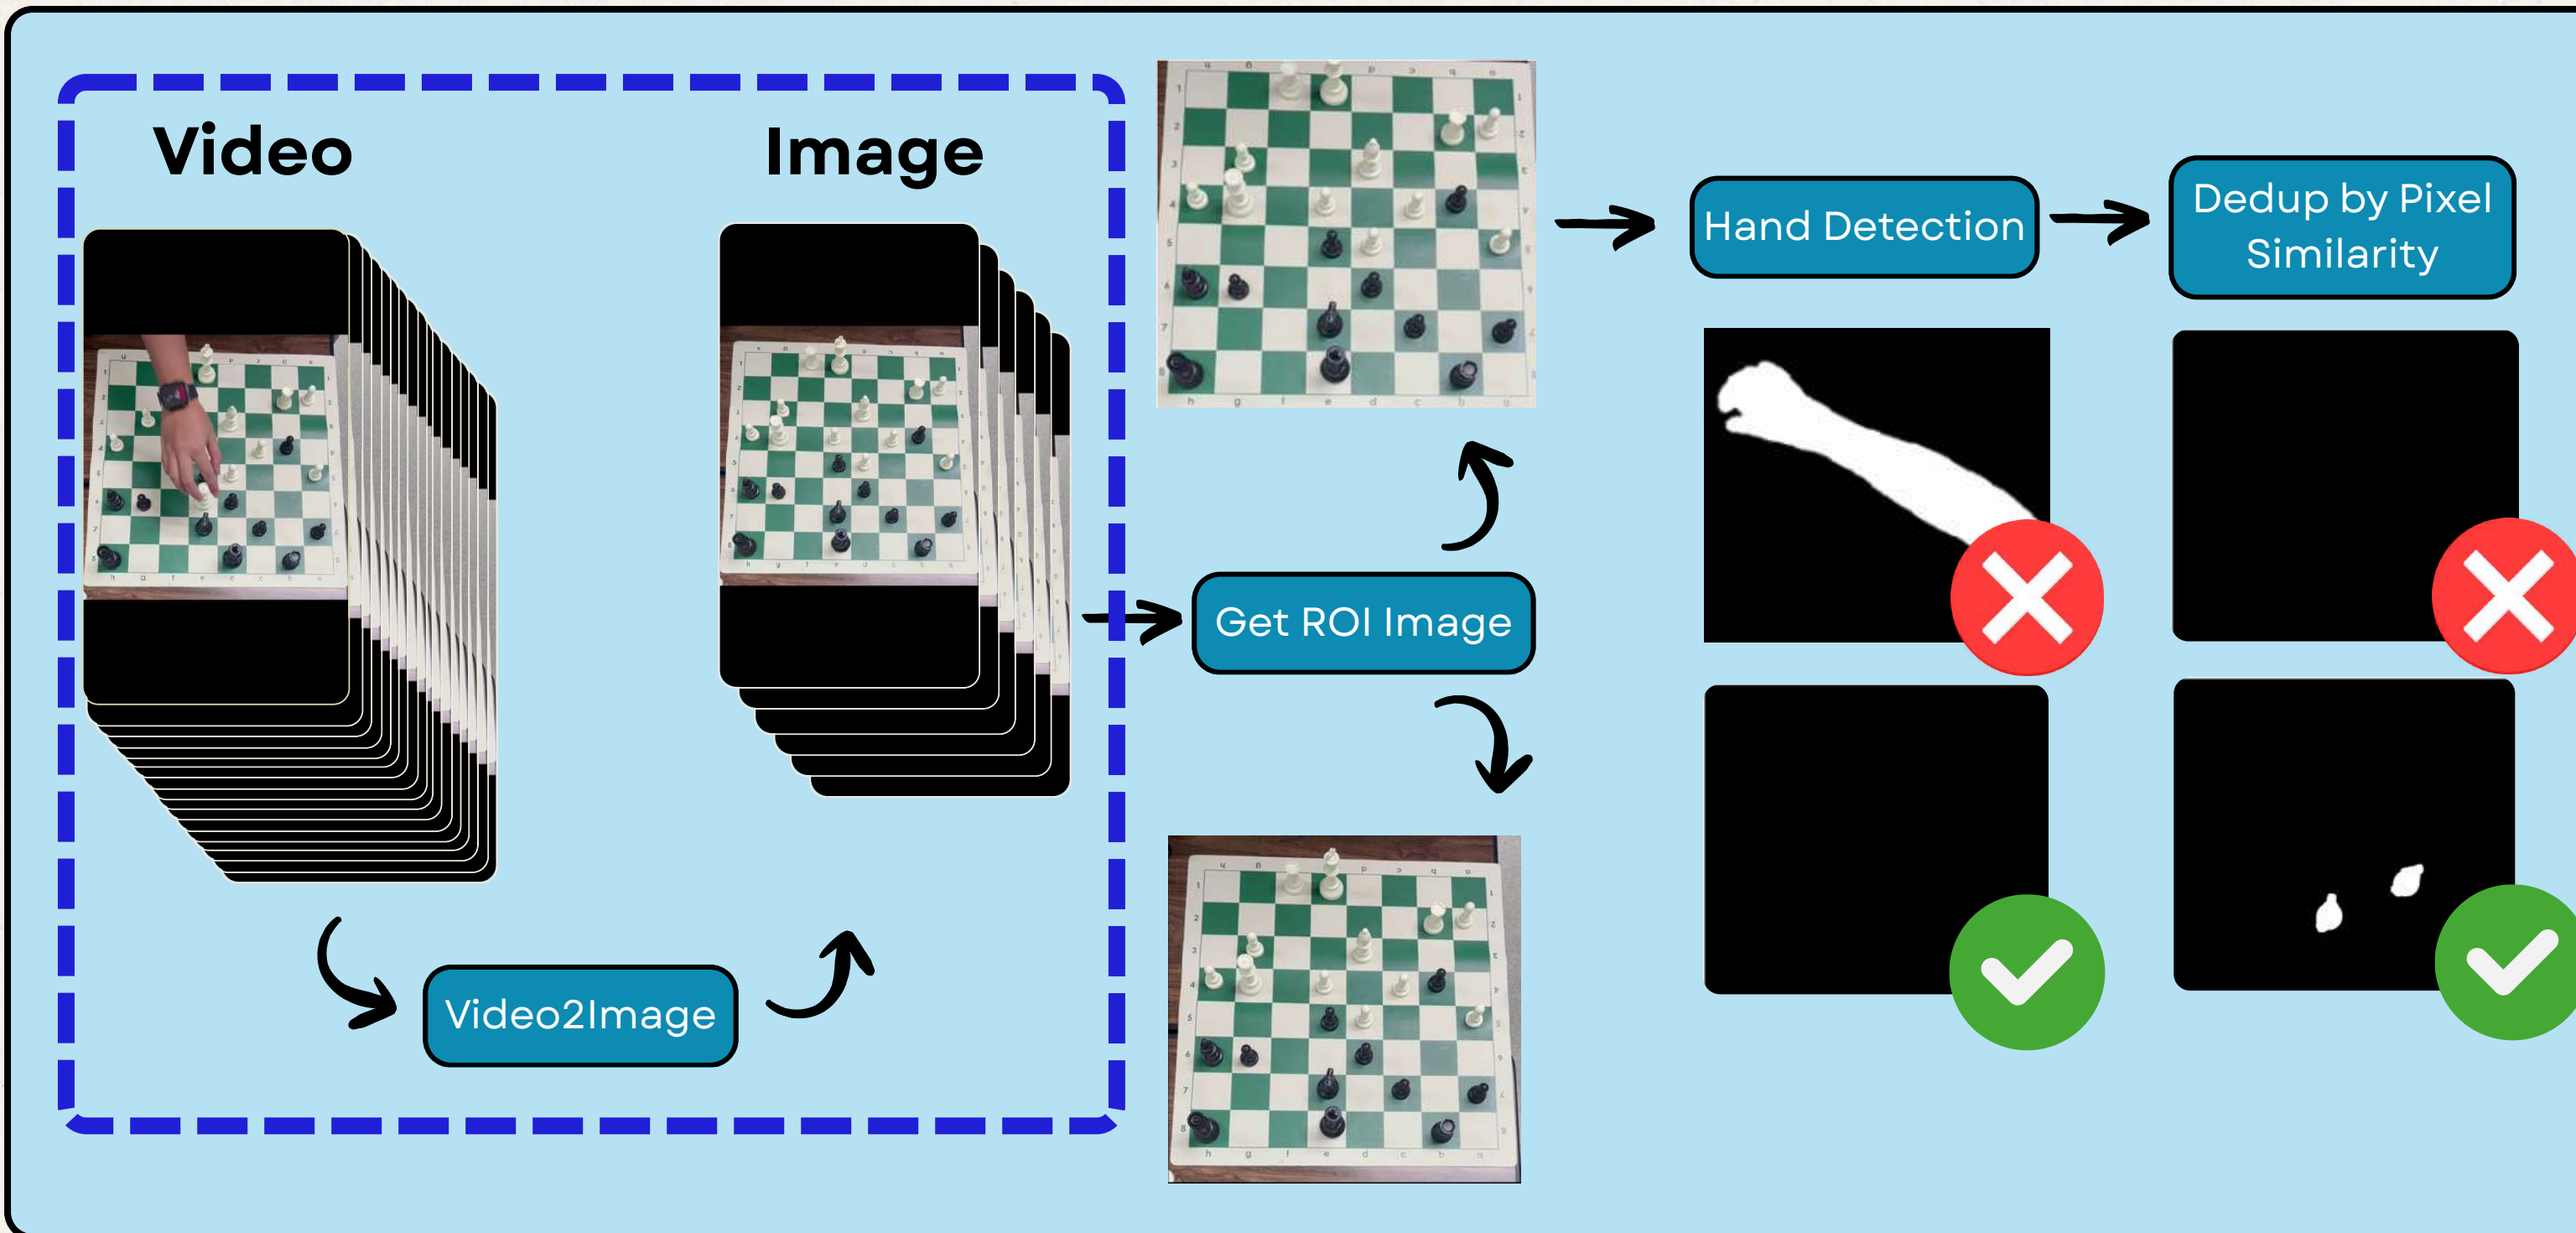 Video
Image
Video2Image
Get ROI Image
Hand Detection
Dedup by Pixel
Similarity